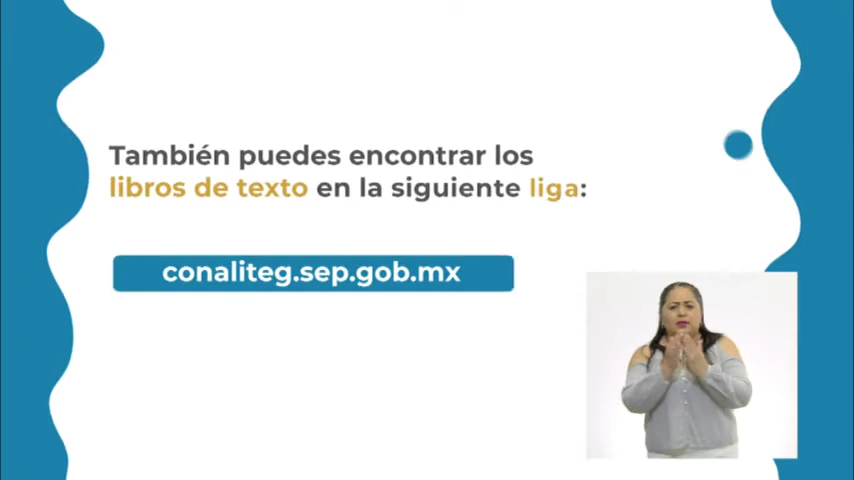 También puedes encontrar los
libros de texto en la siguiente liga:
conaliteg.sep.gob.mx